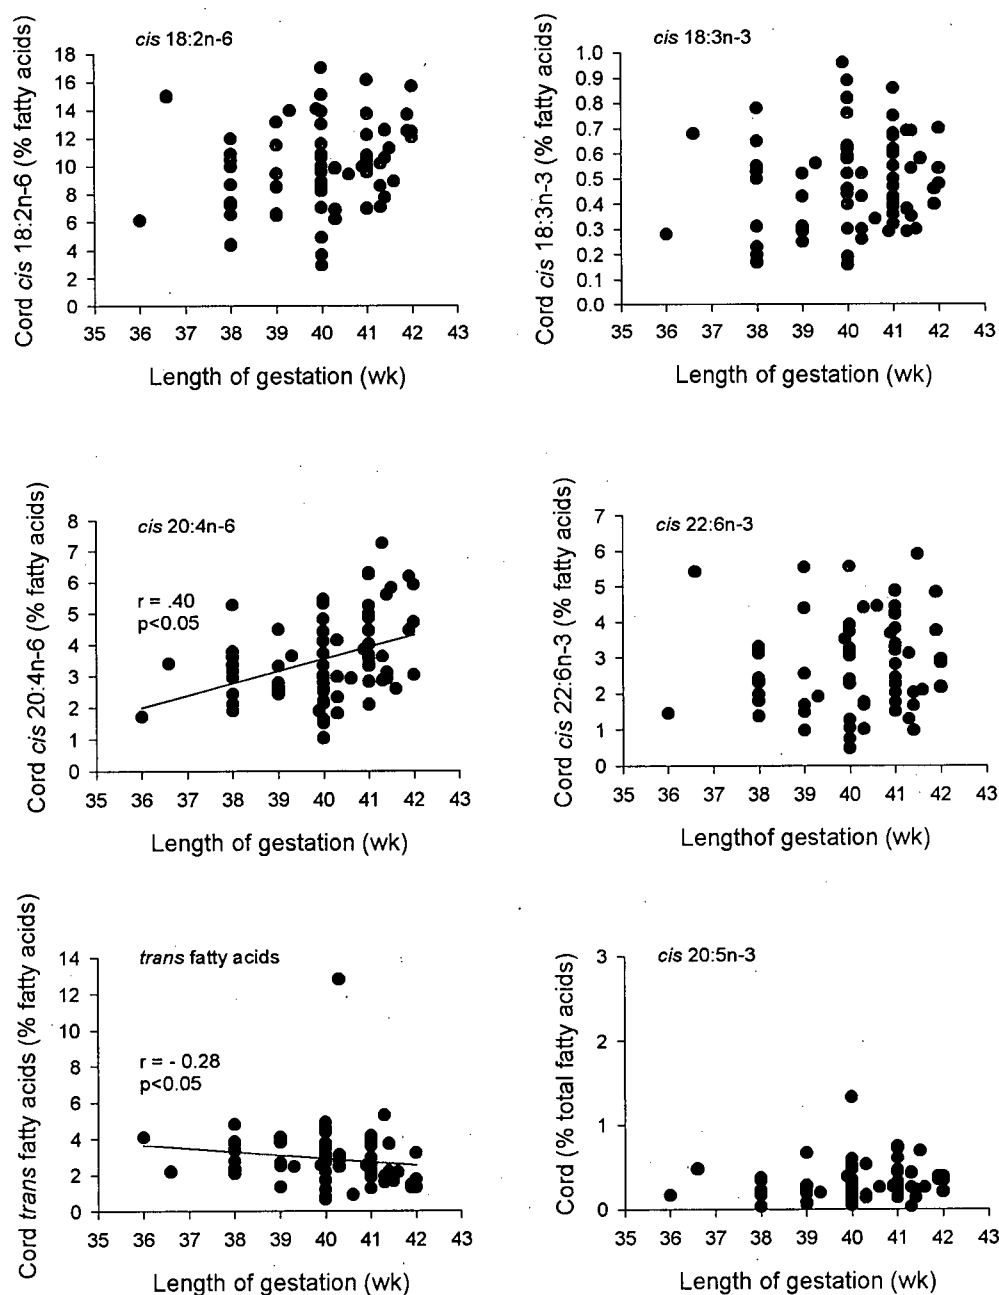 cis 18:2n-6
Cord cis 18:2n-6 (% fatty acids)
18
16
14
12
10
8
6
4
2
0
35 36 37 38 39 40 41 42 43
Length of gestation (wk)
cis 18:3n-3
Cord cis 18:3n-3 (% fatty acids)
1.0
0.9
0.8
0.7
0.6
0.5
0.4
0.3
0.2
0.1
0.0
35 36 37 38 39 40 41 42 43
Length of gestation (wk)
cis 20:4n-6
r = .40
p<0.05
Cord cis 20:4n-6 (% fatty acids)
8
7
6
5
4
3
2
1
0
35 36 37 38 39 40 41 42 43
Length of gestation (wk)
cis 22:6n-3
Cord cis 22:6n-3 (% fatty acids)
7
6
5
4
3
2
1
0
35 36 37 38 39 40 41 42 43
Lengthof gestation (wk)
trans fatty acids
r = - 0.28
p<0.05
Cord trans fatty acids (% fatty acids)
14
12
10
8
6
4
2
0
35 36 37 38 39 40 41 42 43
Length of gestation (wk)
cis 20:5n-3
Cord (% total fatty acids)
3
2
1
0
35 36 37 38 39 40 41 42 43
Length of gestation (wk)